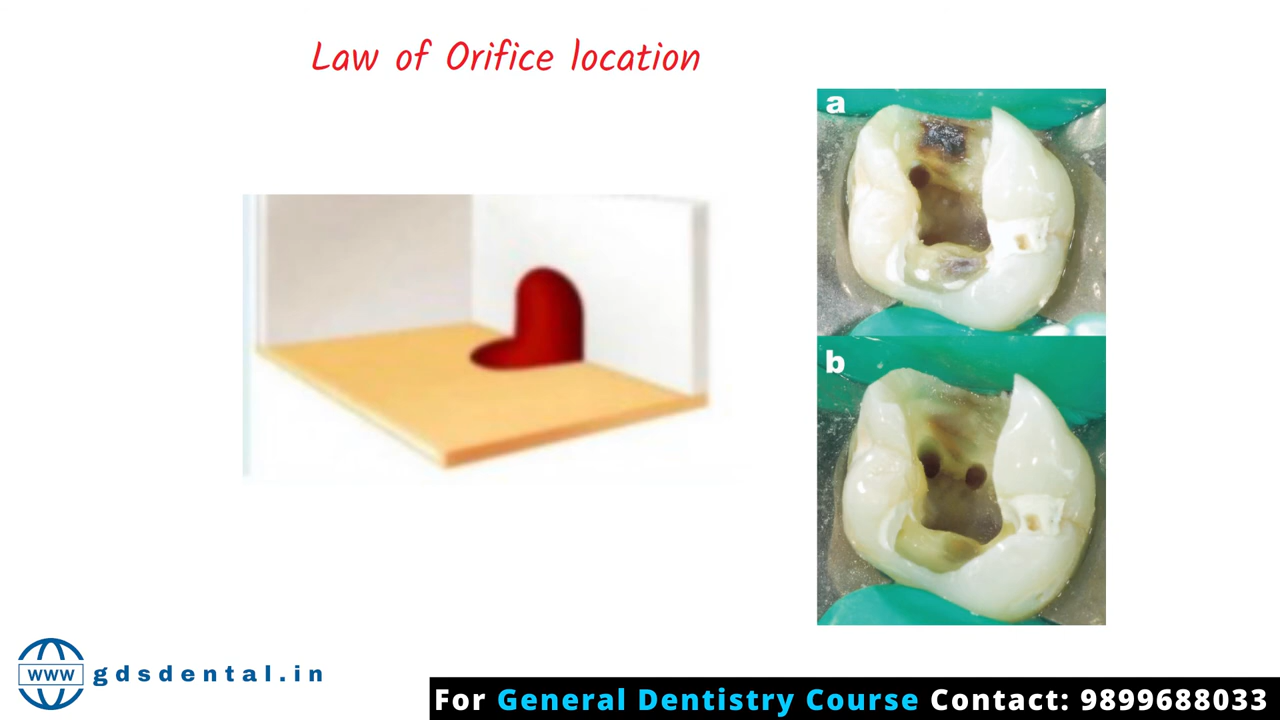 Law of Orifice location
a
b
www gdsdental.in
For General Dentistry Course Contact: 9899688033